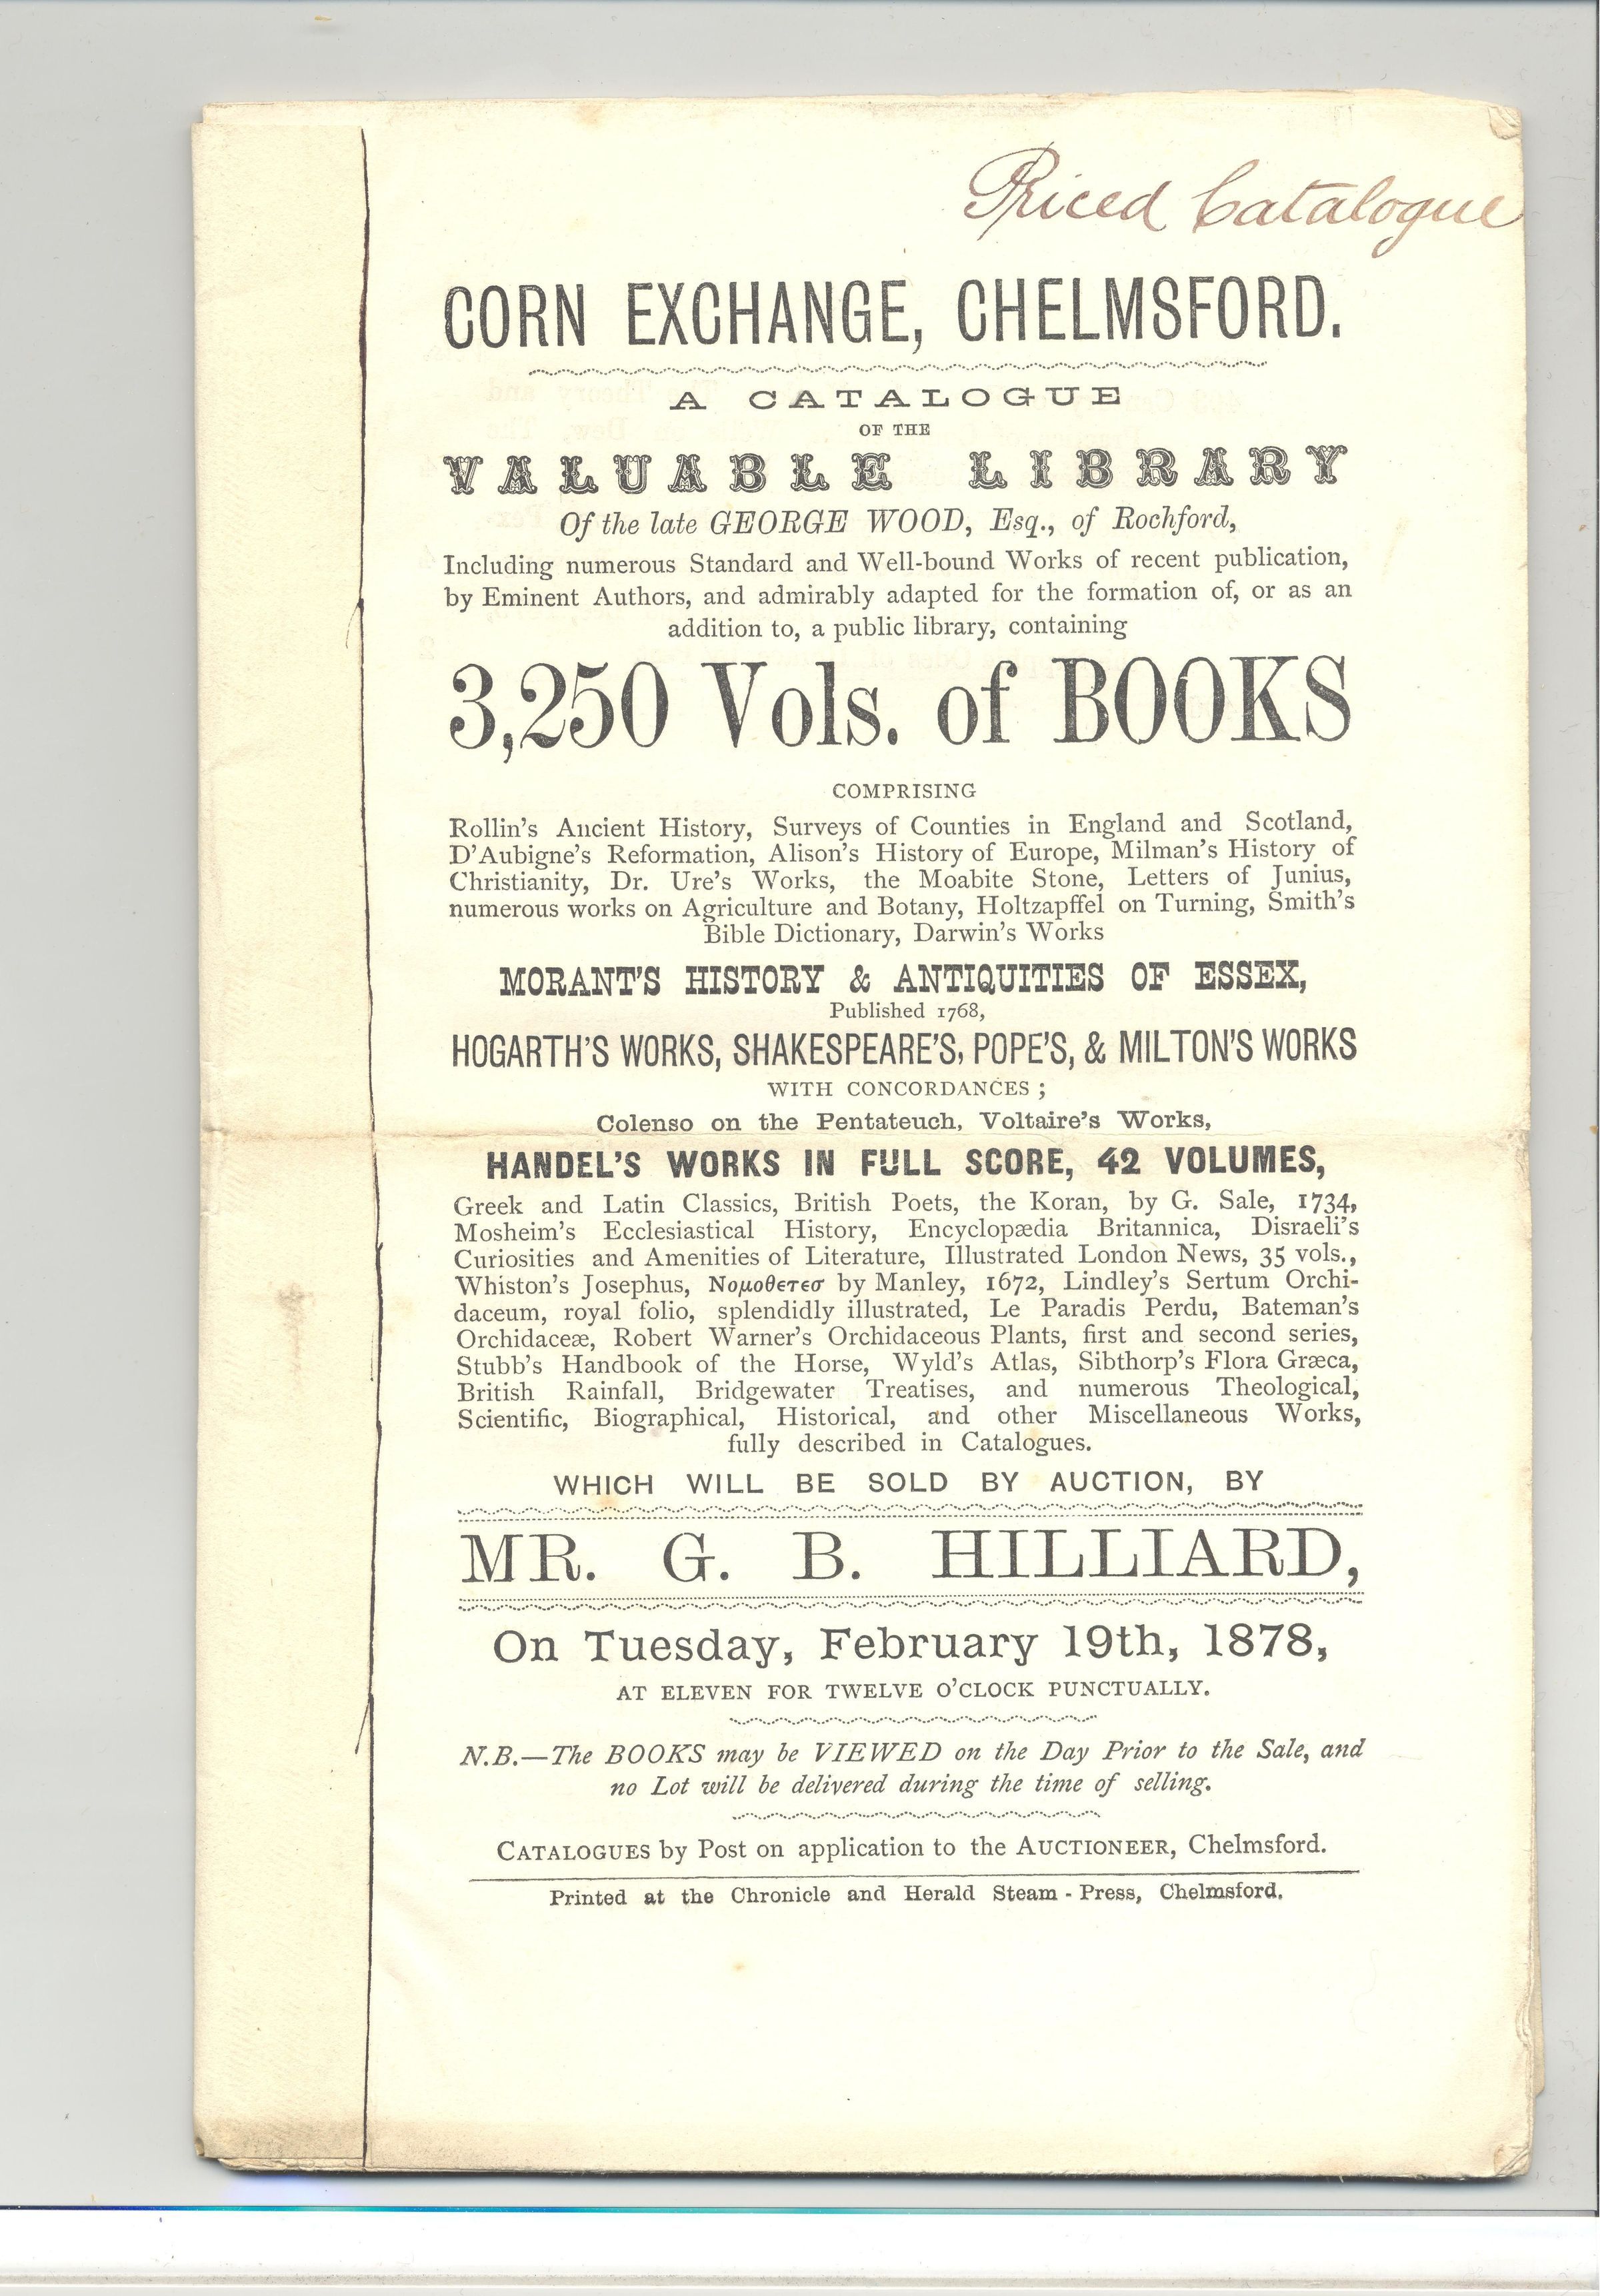 Priced Catalogue
CORN EXCHANGE, CHELMSFORD.
A CATALOGUE
OF THE
VALUABLE LIBRARY
Of the late GEORGE WOOD, Esq., of Rochford,
Including numerous Standard and Well-bound Works of recent publication,
by Eminent Authors, and admirably adapted for the formation of, or as an
addition to, a public library, containing
3,250 Vols. of BOOKS
COMPRISING
Rollin's Ancient History, Surveys of Counties in England and Scotland,
D'Aubigne's Reformation, Alison's History of Europe, Milman's History of
Christianity, Dr. Ure's Works, the Moabite Stone, Letters of Junius,
numerous works on Agriculture and Botany, Holtzapffel on Turning, Smith's
Bible Dictionary, Darwin's Works
MORANT'S HISTORY & ANTIQUITIES OF ESSEX,
Published 1768,
HOGARTH'S WORKS, SHAKESPEARE'S, POPE'S, & MILTON'S WORKS
WITH CONCORDANCES ;
Colenso on the Pentateuch, Voltaire's Works,
HANDEL'S WORKS IN FULL SCORE, 42 VOLUMES,
Greek and Latin Classics, British Poets, the Koran, by G. Sale, 1734,
Mosheim's Ecclesiastical History, Encyclopædia Britannica, Disraeli's
Curiosities and Amenities of Literature, Illustrated London News, 35 vols.,
Whiston's Josephus, Νομοθετεσ by Manley, 1672, Lindley's Sertum Orchi-
daceum, royal folio, splendidly illustrated, Le Paradis Perdu, Bateman's
Orchidaceæ, Robert Warner's Orchidaceous Plants, first and second series,
Stubb's Handbook of the Horse, Wyld's Atlas, Sibthorp's Flora Græca,
British Rainfall, Bridgewater Treatises, and numerous Theological,
Scientific, Biographical, Historical, and other Miscellaneous Works,
fully described in Catalogues.
WHICH WILL BE SOLD BY AUCTION, BY
MR. G. B. HILLIARD,
On Tuesday, February 19th, 1878,
AT ELEVEN FOR TWELVE O'CLOCK PUNCTUALLY.
N.B.—The BOOKS may be VIEWED on the Day Prior to the Sale, and
no Lot will be delivered during the time of selling.
CATALOGUES by Post on application to the AUCTIONEER, Chelmsford.
Printed at the Chronicle and Herald Steam - Press, Chelmsford.